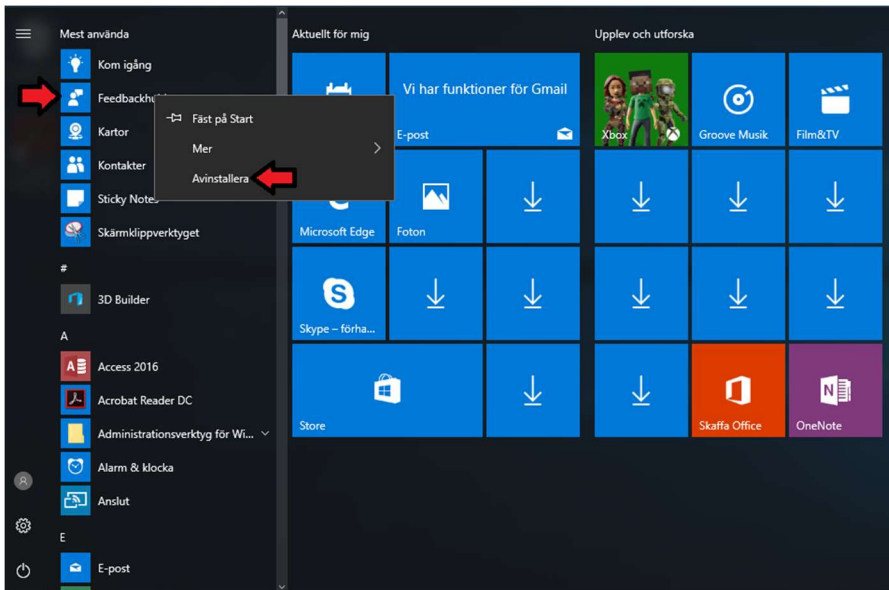 Mest använda
Kom igång
Feedbackhu
Kartor
Kontakter
Sticky Notes
Skärmklippverktyget
#
3D Builder
A
Access 2016
Acrobat Reader DC
Administrationsverktyg för Wi...
Alarm & klocka
Anslut
E
E-post
Fäst på Start
Mer
Avinstallera
Aktuellt för mig
Vi har funktioner för Gmail
E-post
Microsoft Edge
Foton
Skype – förha...
Store
Upplev och utforska
Xbox
Groove Musik
Film&TV
Skaffa Office
OneNote